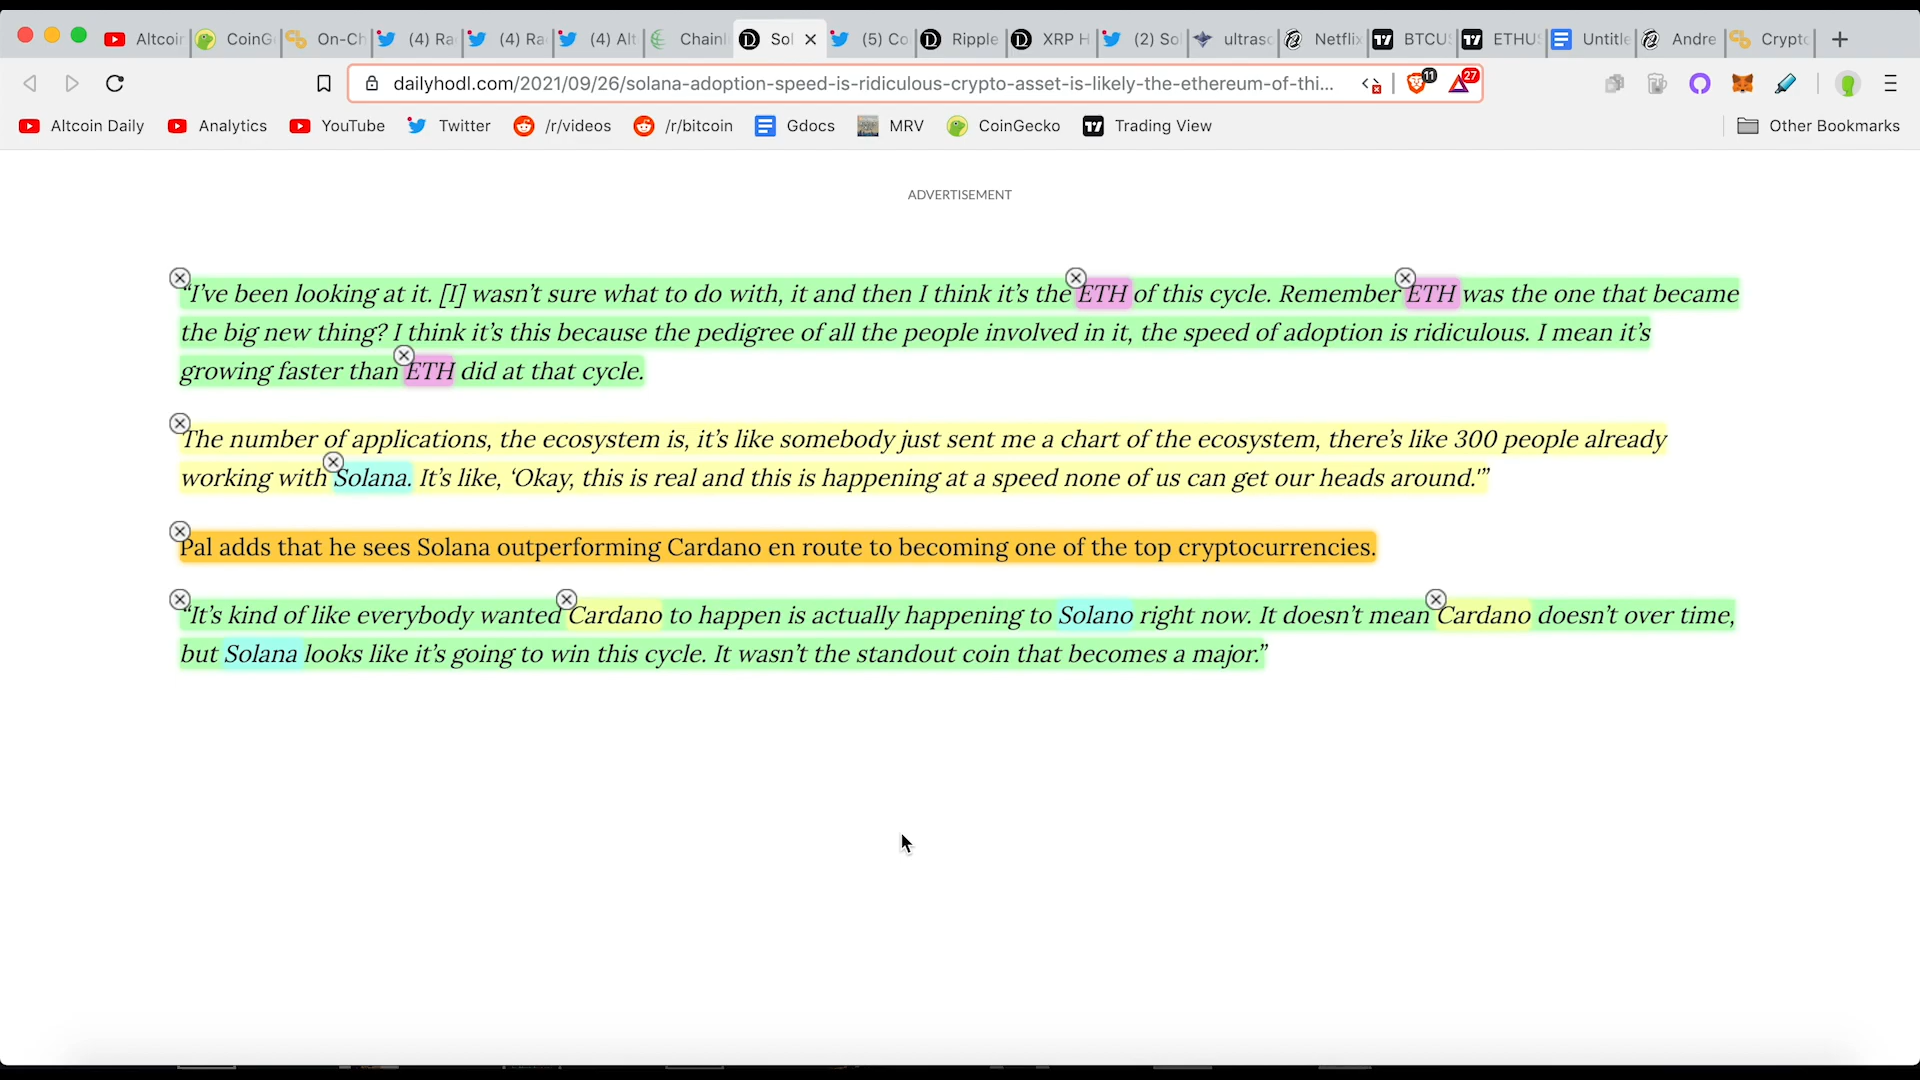 Altcoin CoinG On-Ch (4) Ra (4) Ra (4) Alt Chainl Sol (5) Co Ripple XRP H (2) So ultraso Netflix BTCUS ETHUS Untitle Andre Crypto
dailyhodl.com/2021/09/26/solana-adoption-speed-is-ridiculous-crypto-asset-is-likely-the-ethereum-of-thi... 11 27
Altcoin Daily Analytics YouTube Twitter /r/videos /r/bitcoin Gdocs MRV CoinGecko Trading View Other Bookmarks
ADVERTISEMENT
“I’ve been looking at it. [I] wasn’t sure what to do with, it and then I think it’s the ETH of this cycle. Remember ETH was the one that became
the big new thing? I think it’s this because the pedigree of all the people involved in it, the speed of adoption is ridiculous. I mean it’s
growing faster than ETH did at that cycle.
The number of applications, the ecosystem is, it’s like somebody just sent me a chart of the ecosystem, there’s like 300 people already
working with Solana. It’s like, ‘Okay, this is real and this is happening at a speed none of us can get our heads around.'”
Pal adds that he sees Solana outperforming Cardano en route to becoming one of the top cryptocurrencies.
“It’s kind of like everybody wanted Cardano to happen is actually happening to Solano right now. It doesn’t mean Cardano doesn’t over time,
but Solana looks like it’s going to win this cycle. It wasn’t the standout coin that becomes a major.”